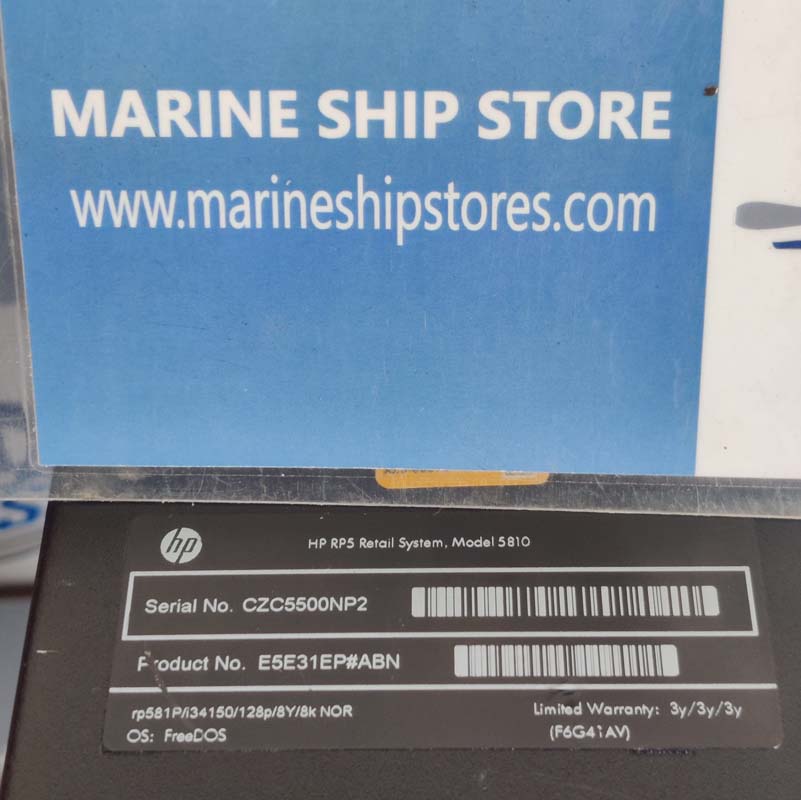 MARINE SHIP STORE
www.marineshipstores.com
hp
HP RP5 Retail System, Model 5810
Serial No. CZC5500NP2
Product No. E5E31EP#ABN
rp581P/i34150/128p/8Y/8k NOR
Limited Warranty: 3y/3y/3y
OS: FreeDOS
(F6G41AV)